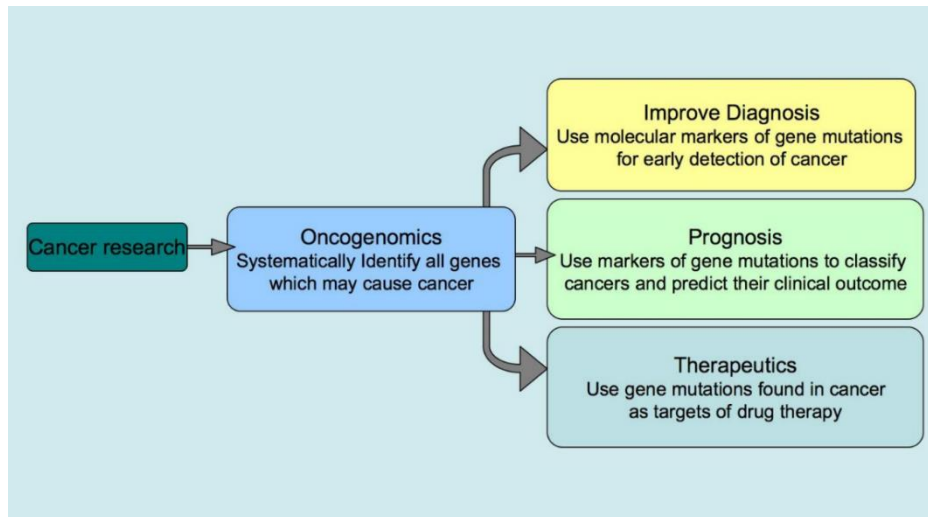 Cancer research
Oncogenomics
Systematically Identify all genes
which may cause cancer
Improve Diagnosis
Use molecular markers of gene mutations
for early detection of cancer
Prognosis
Use markers of gene mutations to classify
cancers and predict their clinical outcome
Therapeutics
Use gene mutations found in cancer
as targets of drug therapy